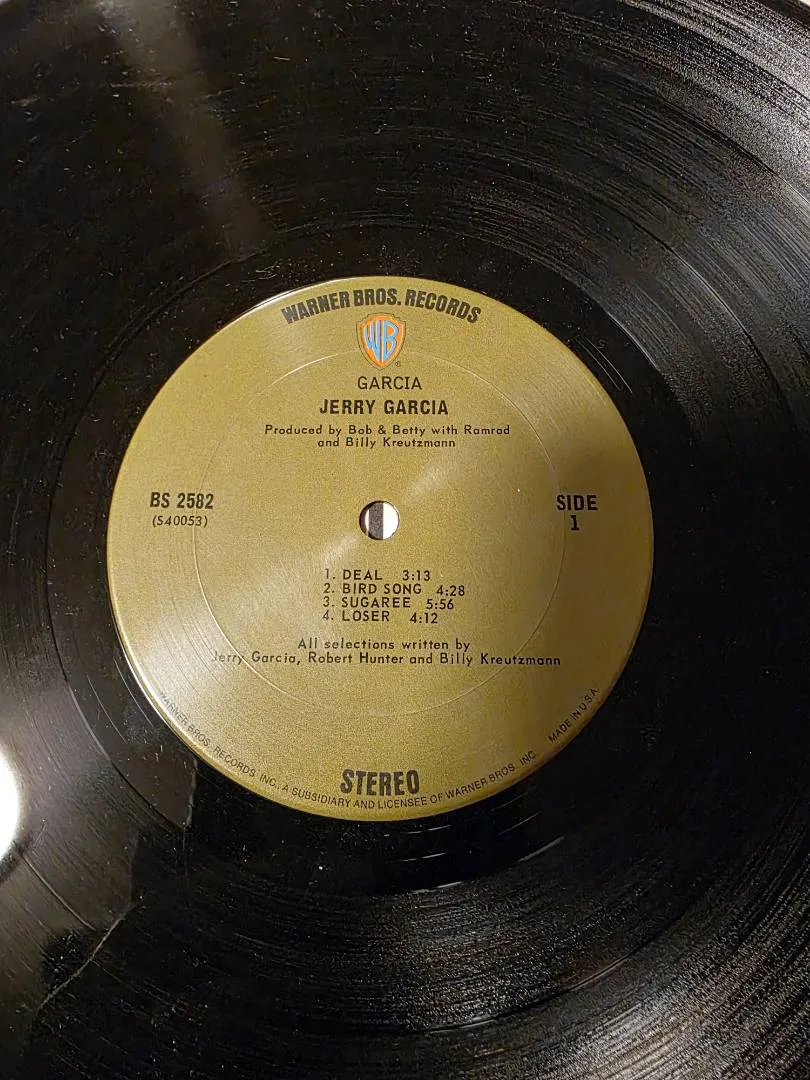 WARNER BROS. RECORDS
WB
®
GARCIA
JERRY GARCIA
Produced by Bob & Betty with Ramrod
and Billy Kreutzmann
BS 2582
(S40053)
SIDE
1
1. DEAL 3:13
2. BIRD SONG 4:28
3. SUGAREE 5:56
4. LOSER 4:12
All selections written by
Jerry Garcia, Robert Hunter and Billy Kreutzmann
STEREO
WARNER BROS. RECORDS INC., A SUBSIDIARY AND LICENSEE OF WARNER BROS. INC. MADE IN U.S.A.